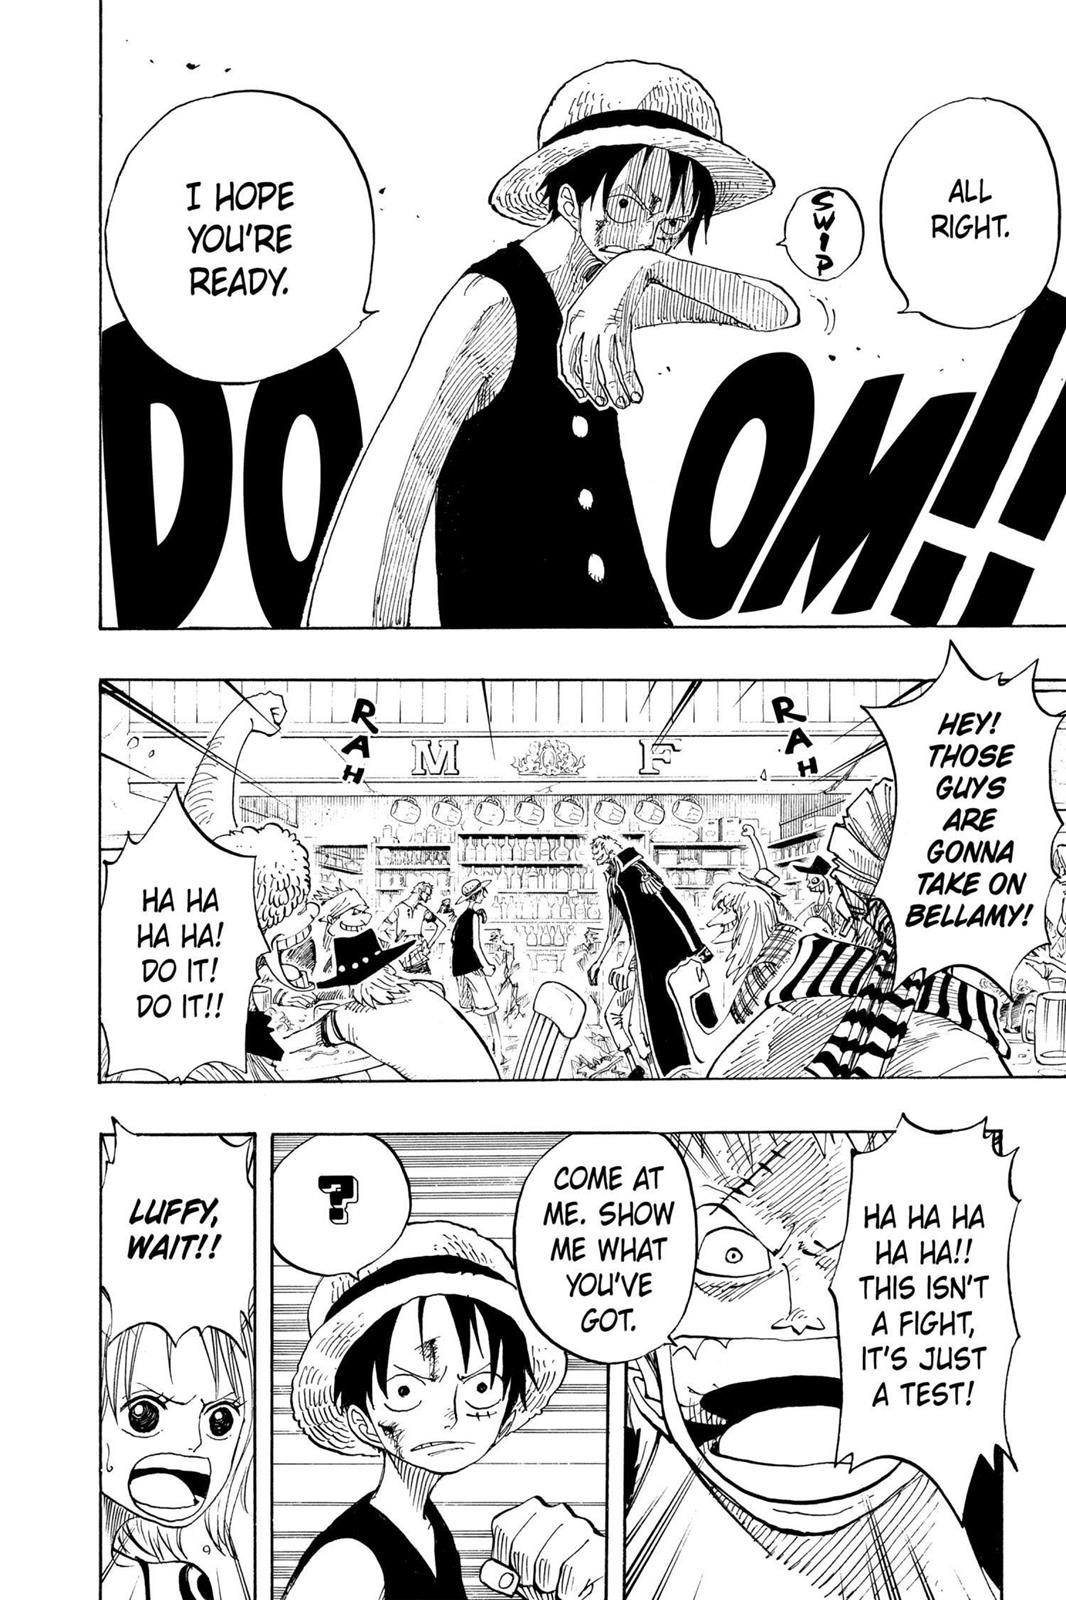 ALL
RIGHT.
SWIP
I HOPE
YOU'RE
READY.
DOOM!!
HEY!
THOSE
GUYS
ARE
GONNA
TAKE ON
BELLAMY!
RAH
RAH
M F
HA HA
HA HA!
DO IT!
DO IT!!
HA HA HA
HA HA!!
THIS ISN'T
A FIGHT,
IT'S JUST
A TEST!
COME AT
ME. SHOW
ME WHAT
YOU'VE
GOT.
?
LUFFY,
WAIT!!